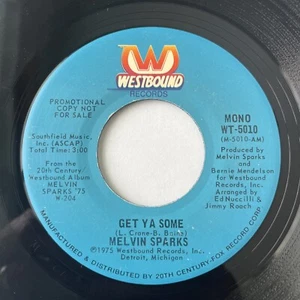 WESTBOUND
RECORDS
PROMOTIONAL
COPY NOT
FOR SALE
Southfield Music,
Inc. (ASCAP)
Total Time: 3:00
From the
20th Century
Westbound Album
MELVIN
SPARKS '75
W-204
MONO
WT-5010
(M-5010-AM)
Produced by
Melvin Sparks
and
Bernie Mendelson
for Westbound
Records, Inc.
Arranged by
Ed Nuccilli &
Jimmy Roach
GET YA SOME
(L. Crane-B. Bains)
MELVIN SPARKS
℗1975 Westbound Records, Inc.
Detroit, Michigan
DISTRIBUTED BY 20TH CENTURY-FOX RECORD CORP.